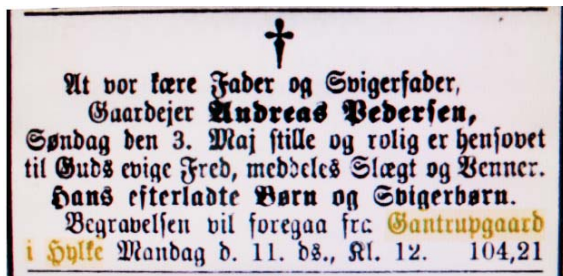 †
At vor kære Fader og Svigerfader,
Gaardejer Andreas Pedersen,
Søndag den 3. Maj stille og rolig er hensovet
til Guds evige Fred, meddeles Slægt og Venner.
Hans efterladte Børn og Svigerbørn.
Begravelsen vil foregaa fra Gantrupgaard
i Hylke Mandag d. 11. ds., Kl. 12. 104,21